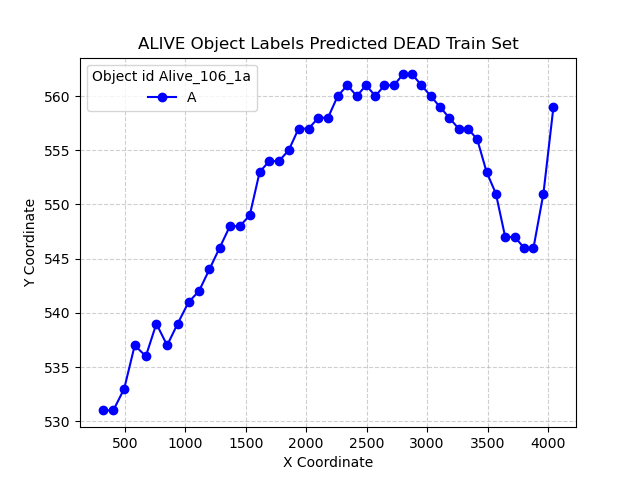 ALIVE Object Labels Predicted DEAD Train Set
Object id Alive_106_1a
A
Y Coordinate
560
555
550
545
540
535
530
500 1000 1500 2000 2500 3000 3500 4000
X Coordinate